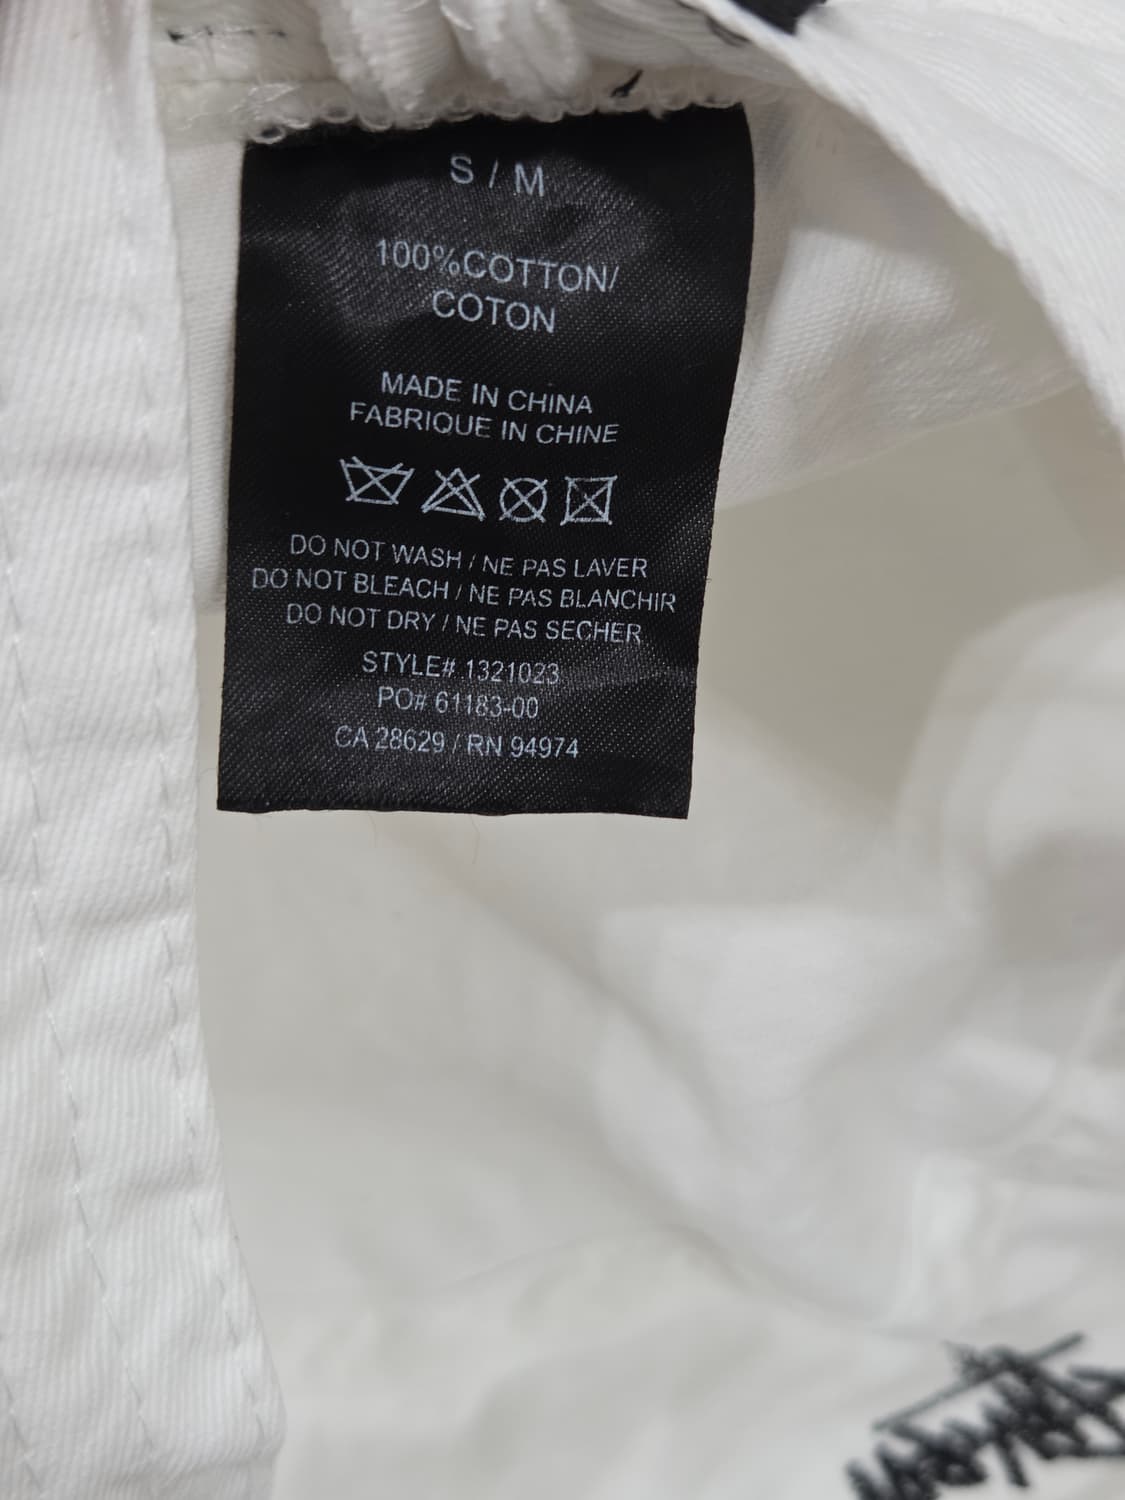 S / M
100%COTTON/
COTON
MADE IN CHINA
FABRIQUE IN CHINE
DO NOT WASH / NE PAS LAVER
DO NOT BLEACH / NE PAS BLANCHIR
DO NOT DRY / NE PAS SECHER
STYLE# 1321023
PO# 61183-00
CA 28629 / RN 94974